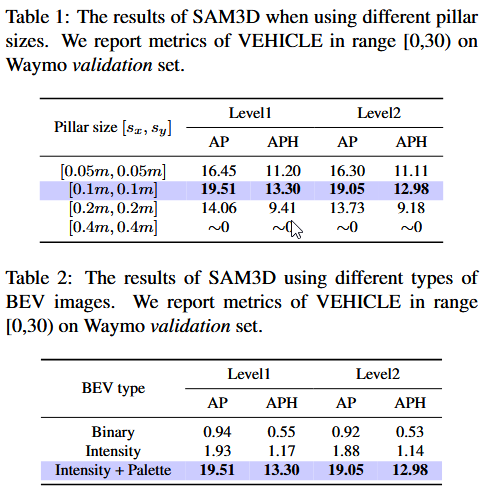 Table 1: The results of SAM3D when using different pillar
sizes. We report metrics of VEHICLE in range [0,30) on
Waymo validation set.
Pillar size [s_x, s_y] Level1 Level2
AP APH AP APH
[0.05m, 0.05m] 16.45 11.20 16.30 11.11
[0.1m, 0.1m] 19.51 13.30 19.05 12.98
[0.2m, 0.2m] 14.06 9.41 13.73 9.18
[0.4m, 0.4m] ~0 ~0 ~0 ~0
Table 2: The results of SAM3D using different types of
BEV images. We report metrics of VEHICLE in range
[0,30) on Waymo validation set.
BEV type Level1 Level2
AP APH AP APH
Binary 0.94 0.55 0.92 0.53
Intensity 1.93 1.17 1.88 1.14
Intensity + Palette 19.51 13.30 19.05 12.98